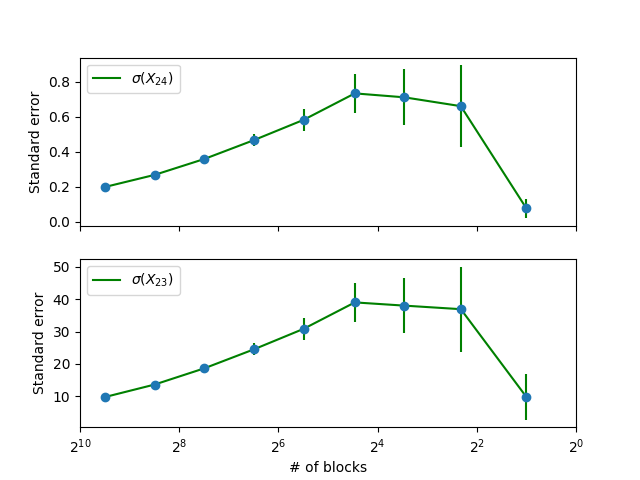 σ(X₂₄)
0.8
0.6
0.4
0.2
0.0
Standard error
σ(X₂₃)
50
40
30
20
10
Standard error
2¹⁰ 2⁸ 2⁶ 2⁴ 2² 2⁰
# of blocks